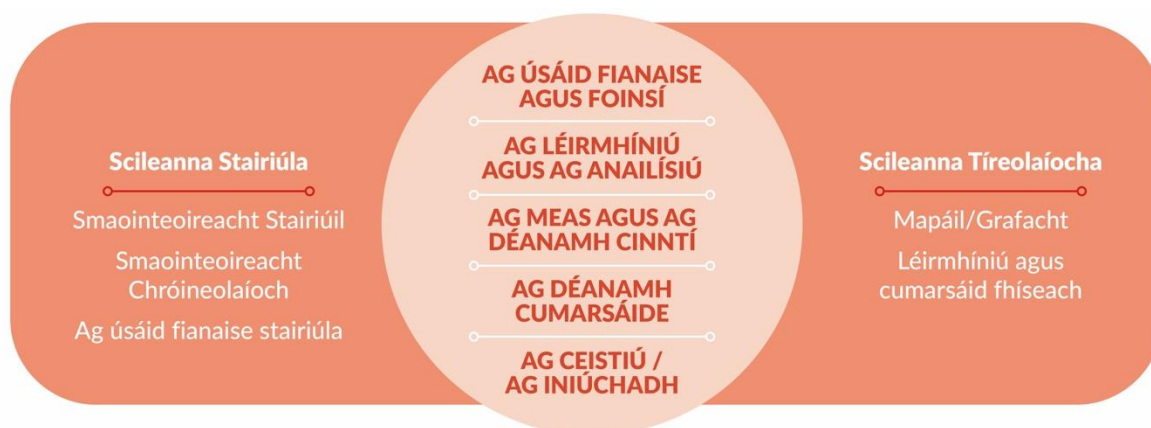 Scileanna Stairiúla
Smaointeoireacht Stairiúil
Smaointeoireacht
Chróineolaíoch
Ag úsáid fianaise stairiúla
AG ÚSÁID FIANAISE
AGUS FOINSÍ
AG LÉIRMHÍNIÚ
AGUS AG ANAILÍSIÚ
AG MEAS AGUS AG
DÉANAMH CINNTÍ
AG DÉANAMH
CUMARSÁIDE
AG CEISTIÚ /
AG INIÚCHADH
Scileanna Tíreolaíocha
Mapáil/Grafacht
Léirmhíniú agus
cumarsáid fhíseach